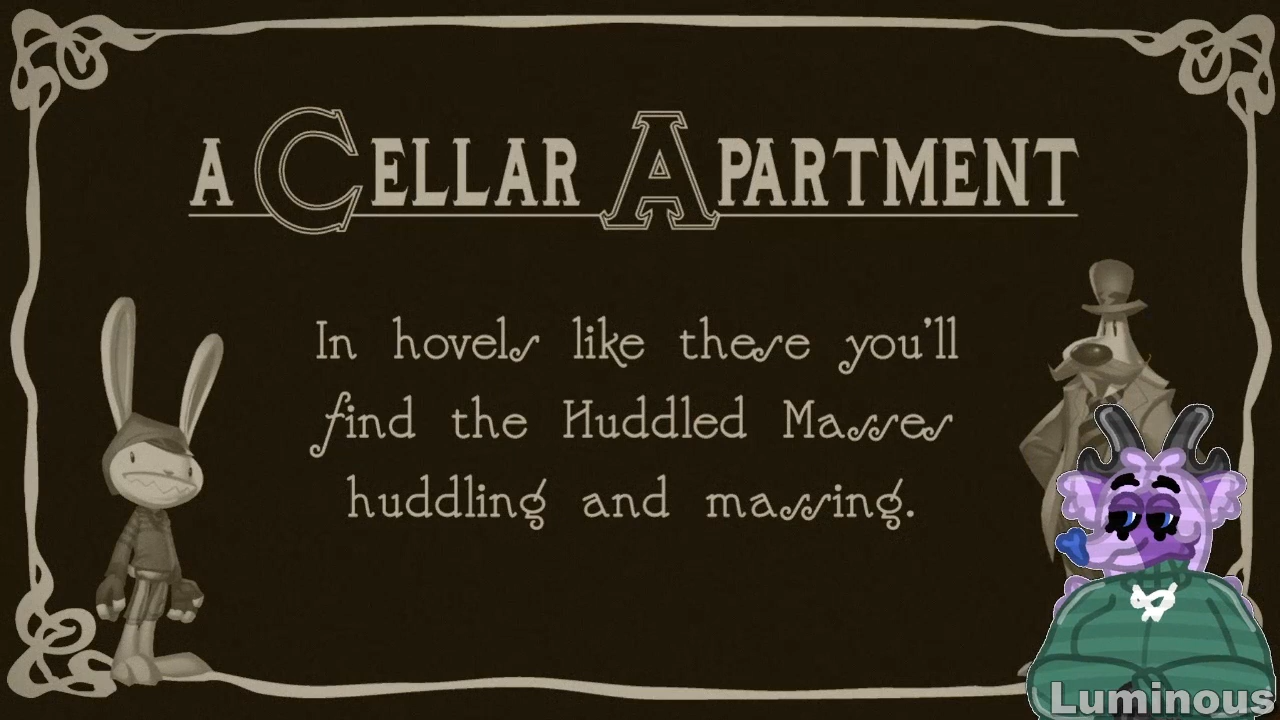 A CELLAR APARTMENT
In hovels like these you'll
find the Huddled Masses
huddling and massing.
Luminous